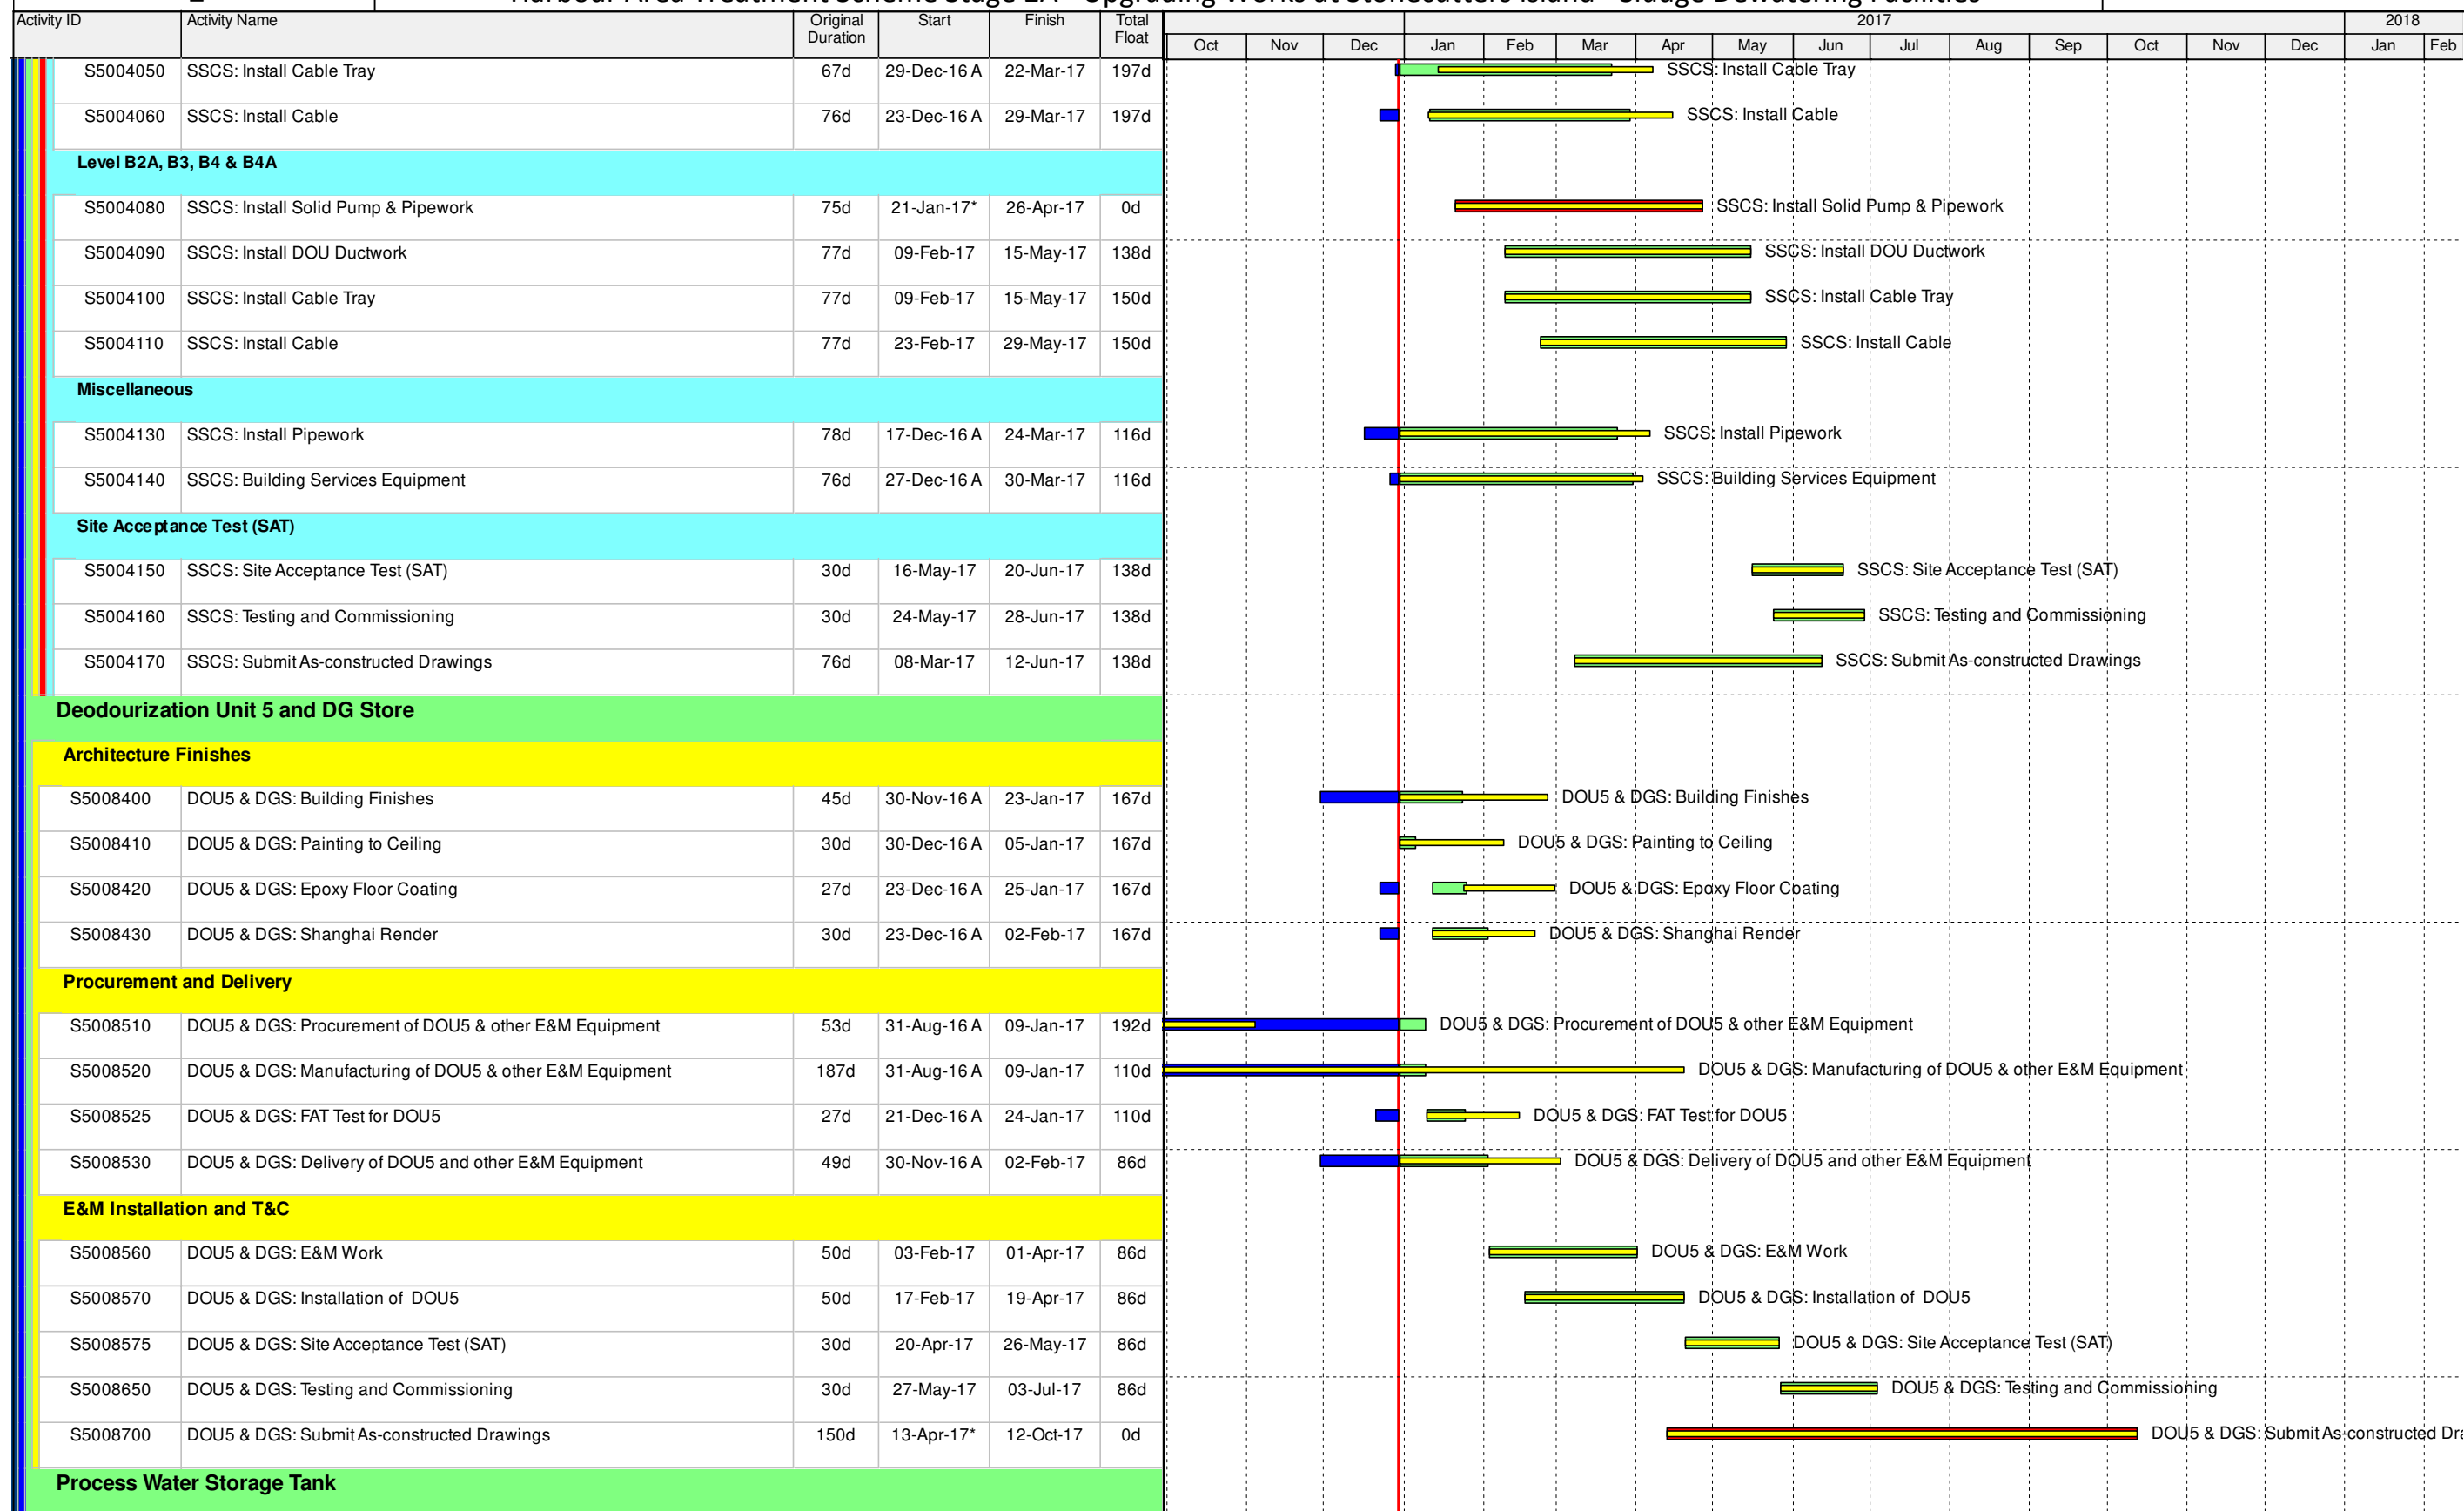 Harbour Area Treatment Scheme Stage 2A - Upgrading Works at Stonecutters Island - Sludge Dewatering Facilities
Activity ID Activity Name Original Duration Start Finish Total Float 2017 2018
Oct Nov Dec Jan Feb Mar Apr May Jun Jul Aug Sep Oct Nov Dec Jan Feb
S5004050 SSCS: Install Cable Tray 67d 29-Dec-16 A 22-Mar-17 197d SSCS: Install Cable Tray
S5004060 SSCS: Install Cable 76d 23-Dec-16 A 29-Mar-17 197d SSCS: Install Cable
Level B2A, B3, B4 & B4A
S5004080 SSCS: Install Solid Pump & Pipework 75d 21-Jan-17* 26-Apr-17 0d SSCS: Install Solid Pump & Pipework
S5004090 SSCS: Install DOU Ductwork 77d 09-Feb-17 15-May-17 138d SSCS: Install DOU Ductwork
S5004100 SSCS: Install Cable Tray 77d 09-Feb-17 15-May-17 150d SSCS: Install Cable Tray
S5004110 SSCS: Install Cable 77d 23-Feb-17 29-May-17 150d SSCS: Install Cable
Miscellaneous
S5004130 SSCS: Install Pipework 78d 17-Dec-16 A 24-Mar-17 116d SSCS: Install Pipework
S5004140 SSCS: Building Services Equipment 76d 27-Dec-16 A 30-Mar-17 116d SSCS: Building Services Equipment
Site Acceptance Test (SAT)
S5004150 SSCS: Site Acceptance Test (SAT) 30d 16-May-17 20-Jun-17 138d SSCS: Site Acceptance Test (SAT)
S5004160 SSCS: Testing and Commissioning 30d 24-May-17 28-Jun-17 138d SSCS: Testing and Commissioning
S5004170 SSCS: Submit As-constructed Drawings 76d 08-Mar-17 12-Jun-17 138d SSCS: Submit As-constructed Drawings
Deodourization Unit 5 and DG Store
Architecture Finishes
S5008400 DOU5 & DGS: Building Finishes 45d 30-Nov-16 A 23-Jan-17 167d DOU5 & DGS: Building Finishes
S5008410 DOU5 & DGS: Painting to Ceiling 30d 30-Dec-16 A 05-Jan-17 167d DOU5 & DGS: Painting to Ceiling
S5008420 DOU5 & DGS: Epoxy Floor Coating 27d 23-Dec-16 A 25-Jan-17 167d DOU5 & DGS: Epoxy Floor Coating
S5008430 DOU5 & DGS: Shanghai Render 30d 23-Dec-16 A 02-Feb-17 167d DOU5 & DGS: Shanghai Render
Procurement and Delivery
S5008510 DOU5 & DGS: Procurement of DOU5 & other E&M Equipment 53d 31-Aug-16 A 09-Jan-17 192d DOU5 & DGS: Procurement of DOU5 & other E&M Equipment
S5008520 DOU5 & DGS: Manufacturing of DOU5 & other E&M Equipment 187d 31-Aug-16 A 09-Jan-17 110d DOU5 & DGS: Manufacturing of DOU5 & other E&M Equipment
S5008525 DOU5 & DGS: FAT Test for DOU5 27d 21-Dec-16 A 24-Jan-17 110d DOU5 & DGS: FAT Test for DOU5
S5008530 DOU5 & DGS: Delivery of DOU5 and other E&M Equipment 49d 30-Nov-16 A 02-Feb-17 86d DOU5 & DGS: Delivery of DOU5 and other E&M Equipment
E&M Installation and T&C
S5008560 DOU5 & DGS: E&M Work 50d 03-Feb-17 01-Apr-17 86d DOU5 & DGS: E&M Work
S5008570 DOU5 & DGS: Installation of DOU5 50d 17-Feb-17 19-Apr-17 86d DOU5 & DGS: Installation of DOU5
S5008575 DOU5 & DGS: Site Acceptance Test (SAT) 30d 20-Apr-17 26-May-17 86d DOU5 & DGS: Site Acceptance Test (SAT)
S5008650 DOU5 & DGS: Testing and Commissioning 30d 27-May-17 03-Jul-17 86d DOU5 & DGS: Testing and Commissioning
S5008700 DOU5 & DGS: Submit As-constructed Drawings 150d 13-Apr-17* 12-Oct-17 0d DOU5 & DGS: Submit As-constructed Dra
Process Water Storage Tank